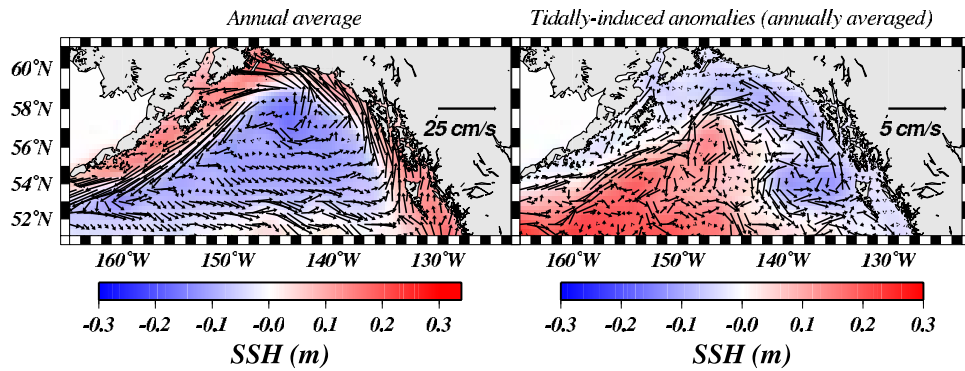 Annual average
Tidally-induced anomalies (annually averaged)
60˚N
58˚N
56˚N
54˚N
52˚N
25 cm/s
5 cm/s
160˚W 150˚W 140˚W 130˚W
160˚W 150˚W 140˚W 130˚W
-0.3 -0.2 -0.1 -0.0 0.1 0.2 0.3
-0.3 -0.2 -0.1 -0.0 0.1 0.2 0.3
SSH (m)
SSH (m)